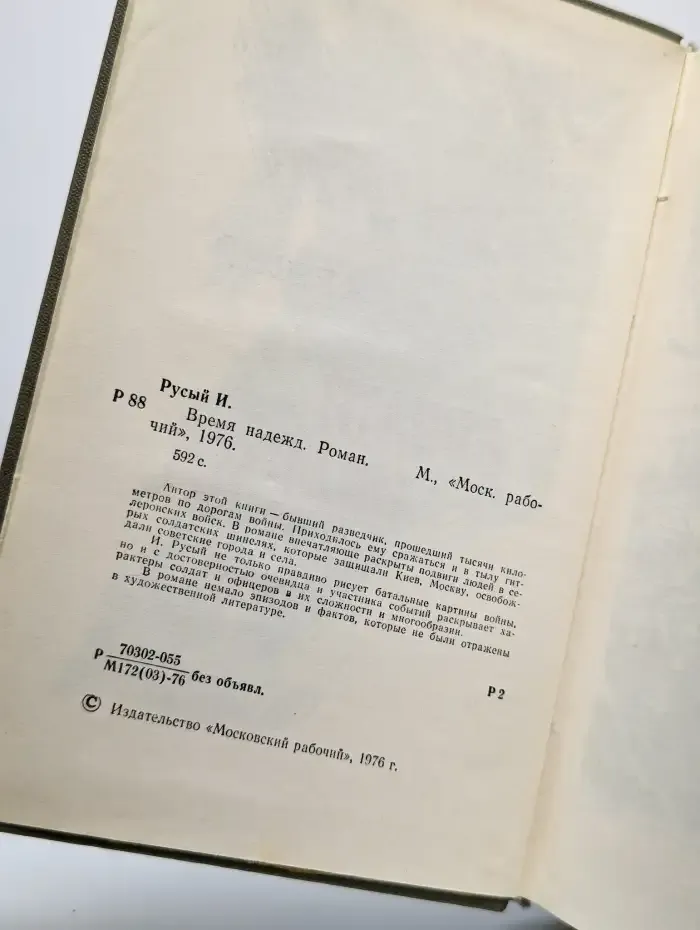 Русый И.
Р 88
Время надежд. Роман. М., «Моск. рабо-
чий», 1976.
592 с.
Автор этой книги — бывший разведчик, прошедший тысячи кило-
метров по дорогам войны. Приходилось ему сражаться и в тылу гит-
леровских войск. В романе впечатляюще раскрыты подвиги людей в се-
рых солдатских шинелях, которые защищали Киев, Москву, освобож-
дали советские города и села.
И. Русый не только правдиво рисует батальные картины войны,
но и с достоверностью очевидца и участника событий раскрывает ха-
рактеры солдат и офицеров в их сложности и многообразии.
В романе немало эпизодов и фактов, которые не были отражены
в художественной литературе.
Р 70302-055
М172(03)-76 без объявл.
Р2
© Издательство «Московский рабочий», 1976 г.